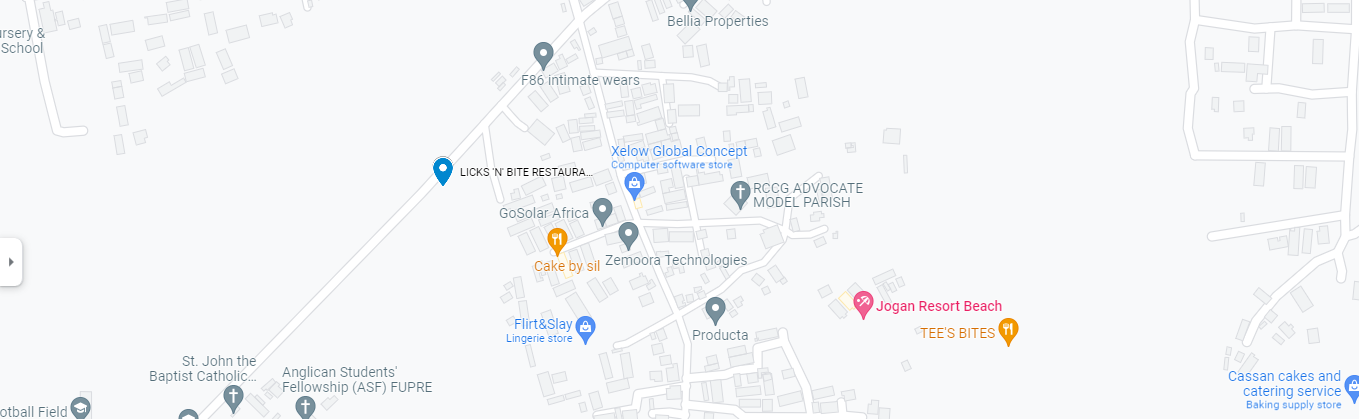 Bellia Properties
ursery &
School
F86 intimate wears
Xelow Global Concept
Computer software store
LICKS 'N' BITE RESTAURA...
RCCG ADVOCATE
MODEL PARISH
GoSolar Africa
Zemoora Technologies
Cake by sil
Jogan Resort Beach
Flirt&Slay
Lingerie store
TEE'S BITES
Producta
St. John the
Baptist Catholic...
Anglican Students'
Fellowship (ASF) FUPRE
Cassan cakes and
catering service
Baking supply store
otball Field